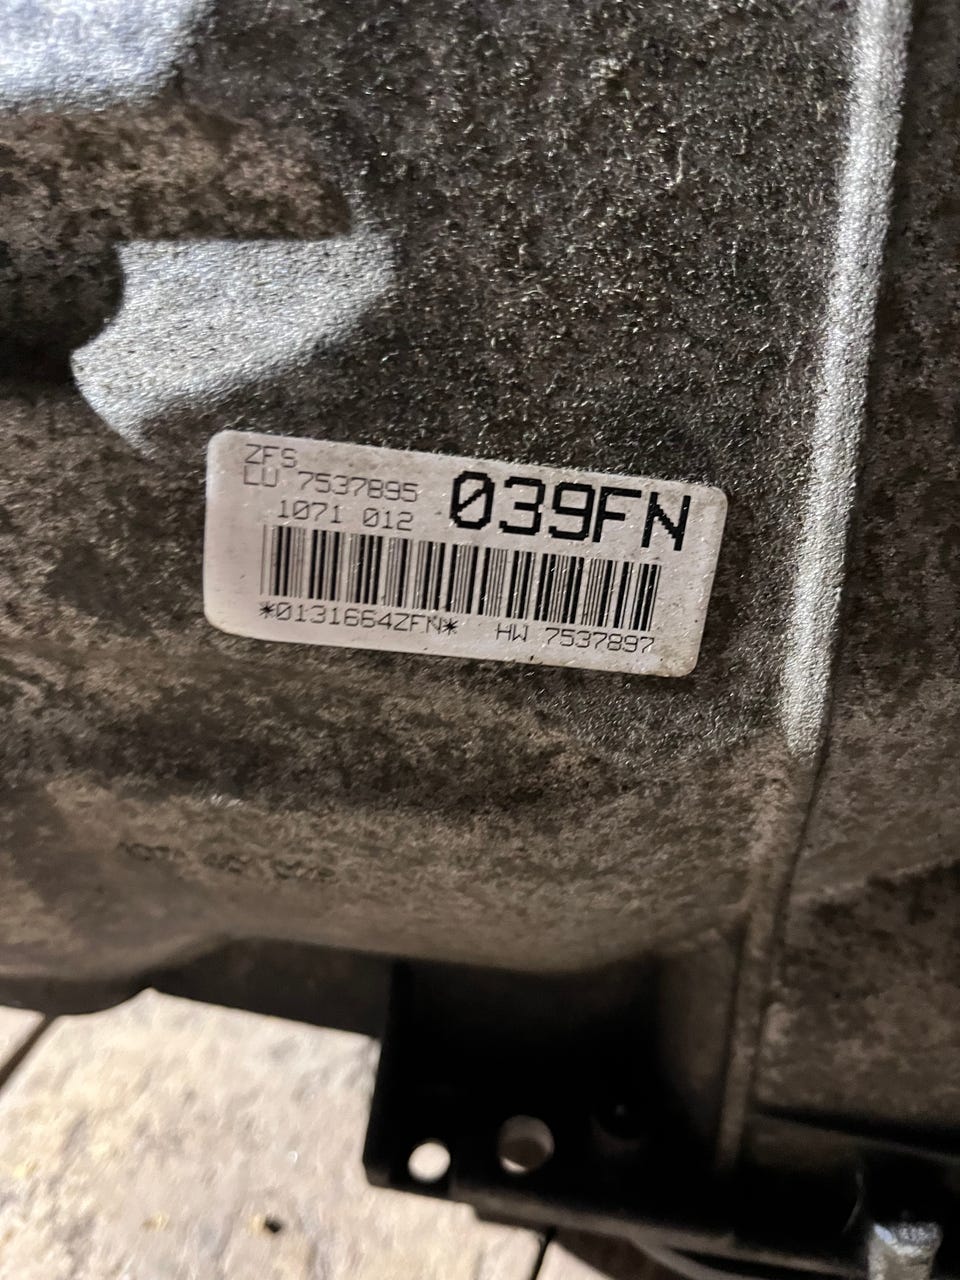 ZFS
LU 7537895
039FN
1071 012
*0131664ZFN* HW 7537897